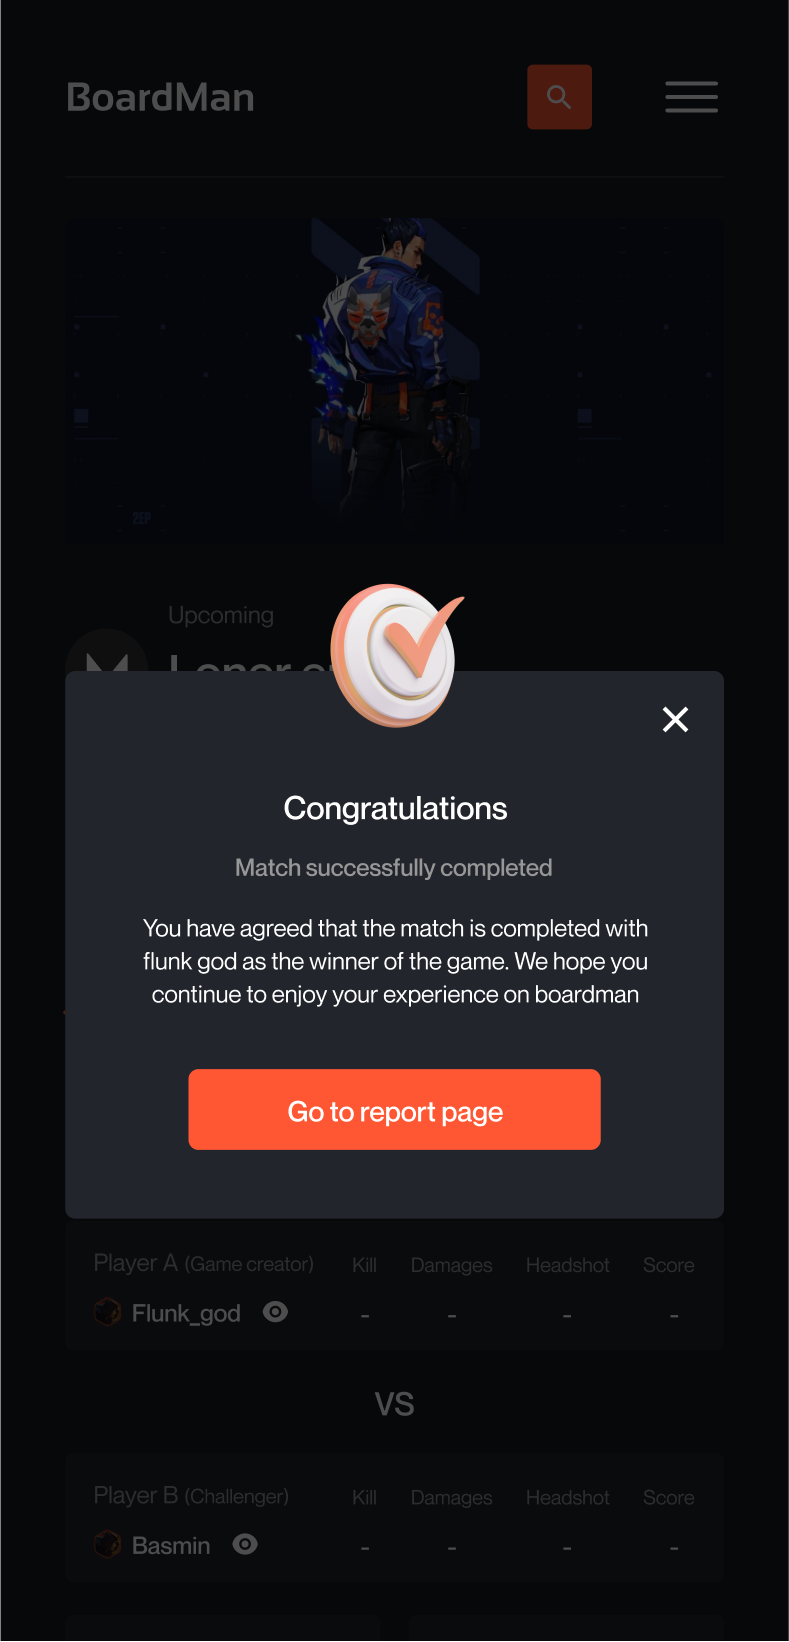 BoardMan
2EP
Upcoming
Loner
Congratulations
Match successfully completed
You have agreed that the match is completed with
flunk god as the winner of the game. We hope you
continue to enjoy your experience on boardman
Go to report page
Player A (Game creator) Kill Damages Headshot Score
Flunk_god - - - -
VS
Player B (Challenger) Kill Damages Headshot Score
Basmin - - - -